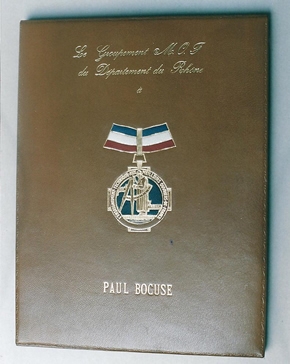 Le Groupement M.O.F
du Département du Rhône
à
PAUL BOCUSE